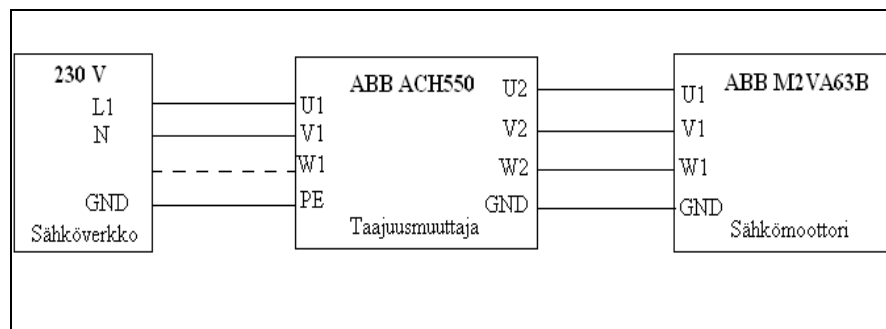 230 V
L1
N
GND
Sähköverkko
ABB ACH550
U1
V1
W1
PE
U2
V2
W2
GND
Taajuusmuuttaja
ABB M2VA63B
U1
V1
W1
GND
Sähkömoottori